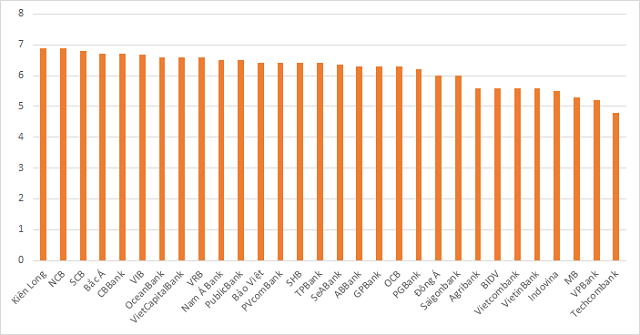 8
7
6
5
4
3
2
1
0
Kiên Long
NCB
SCB
Bắc Á
CBBank
VIB
OceanBank
VietCapitalBank
VRB
Nam Á Bank
PublicBank
Bảo Việt
PVcomBank
SHB
TPBank
SeABank
ABBank
GPBank
OCB
PGBank
Đông Á
Saigonbank
Agribank
BIDV
Vietcombank
VietinBank
Indovina
MB
VPBank
Techcombank